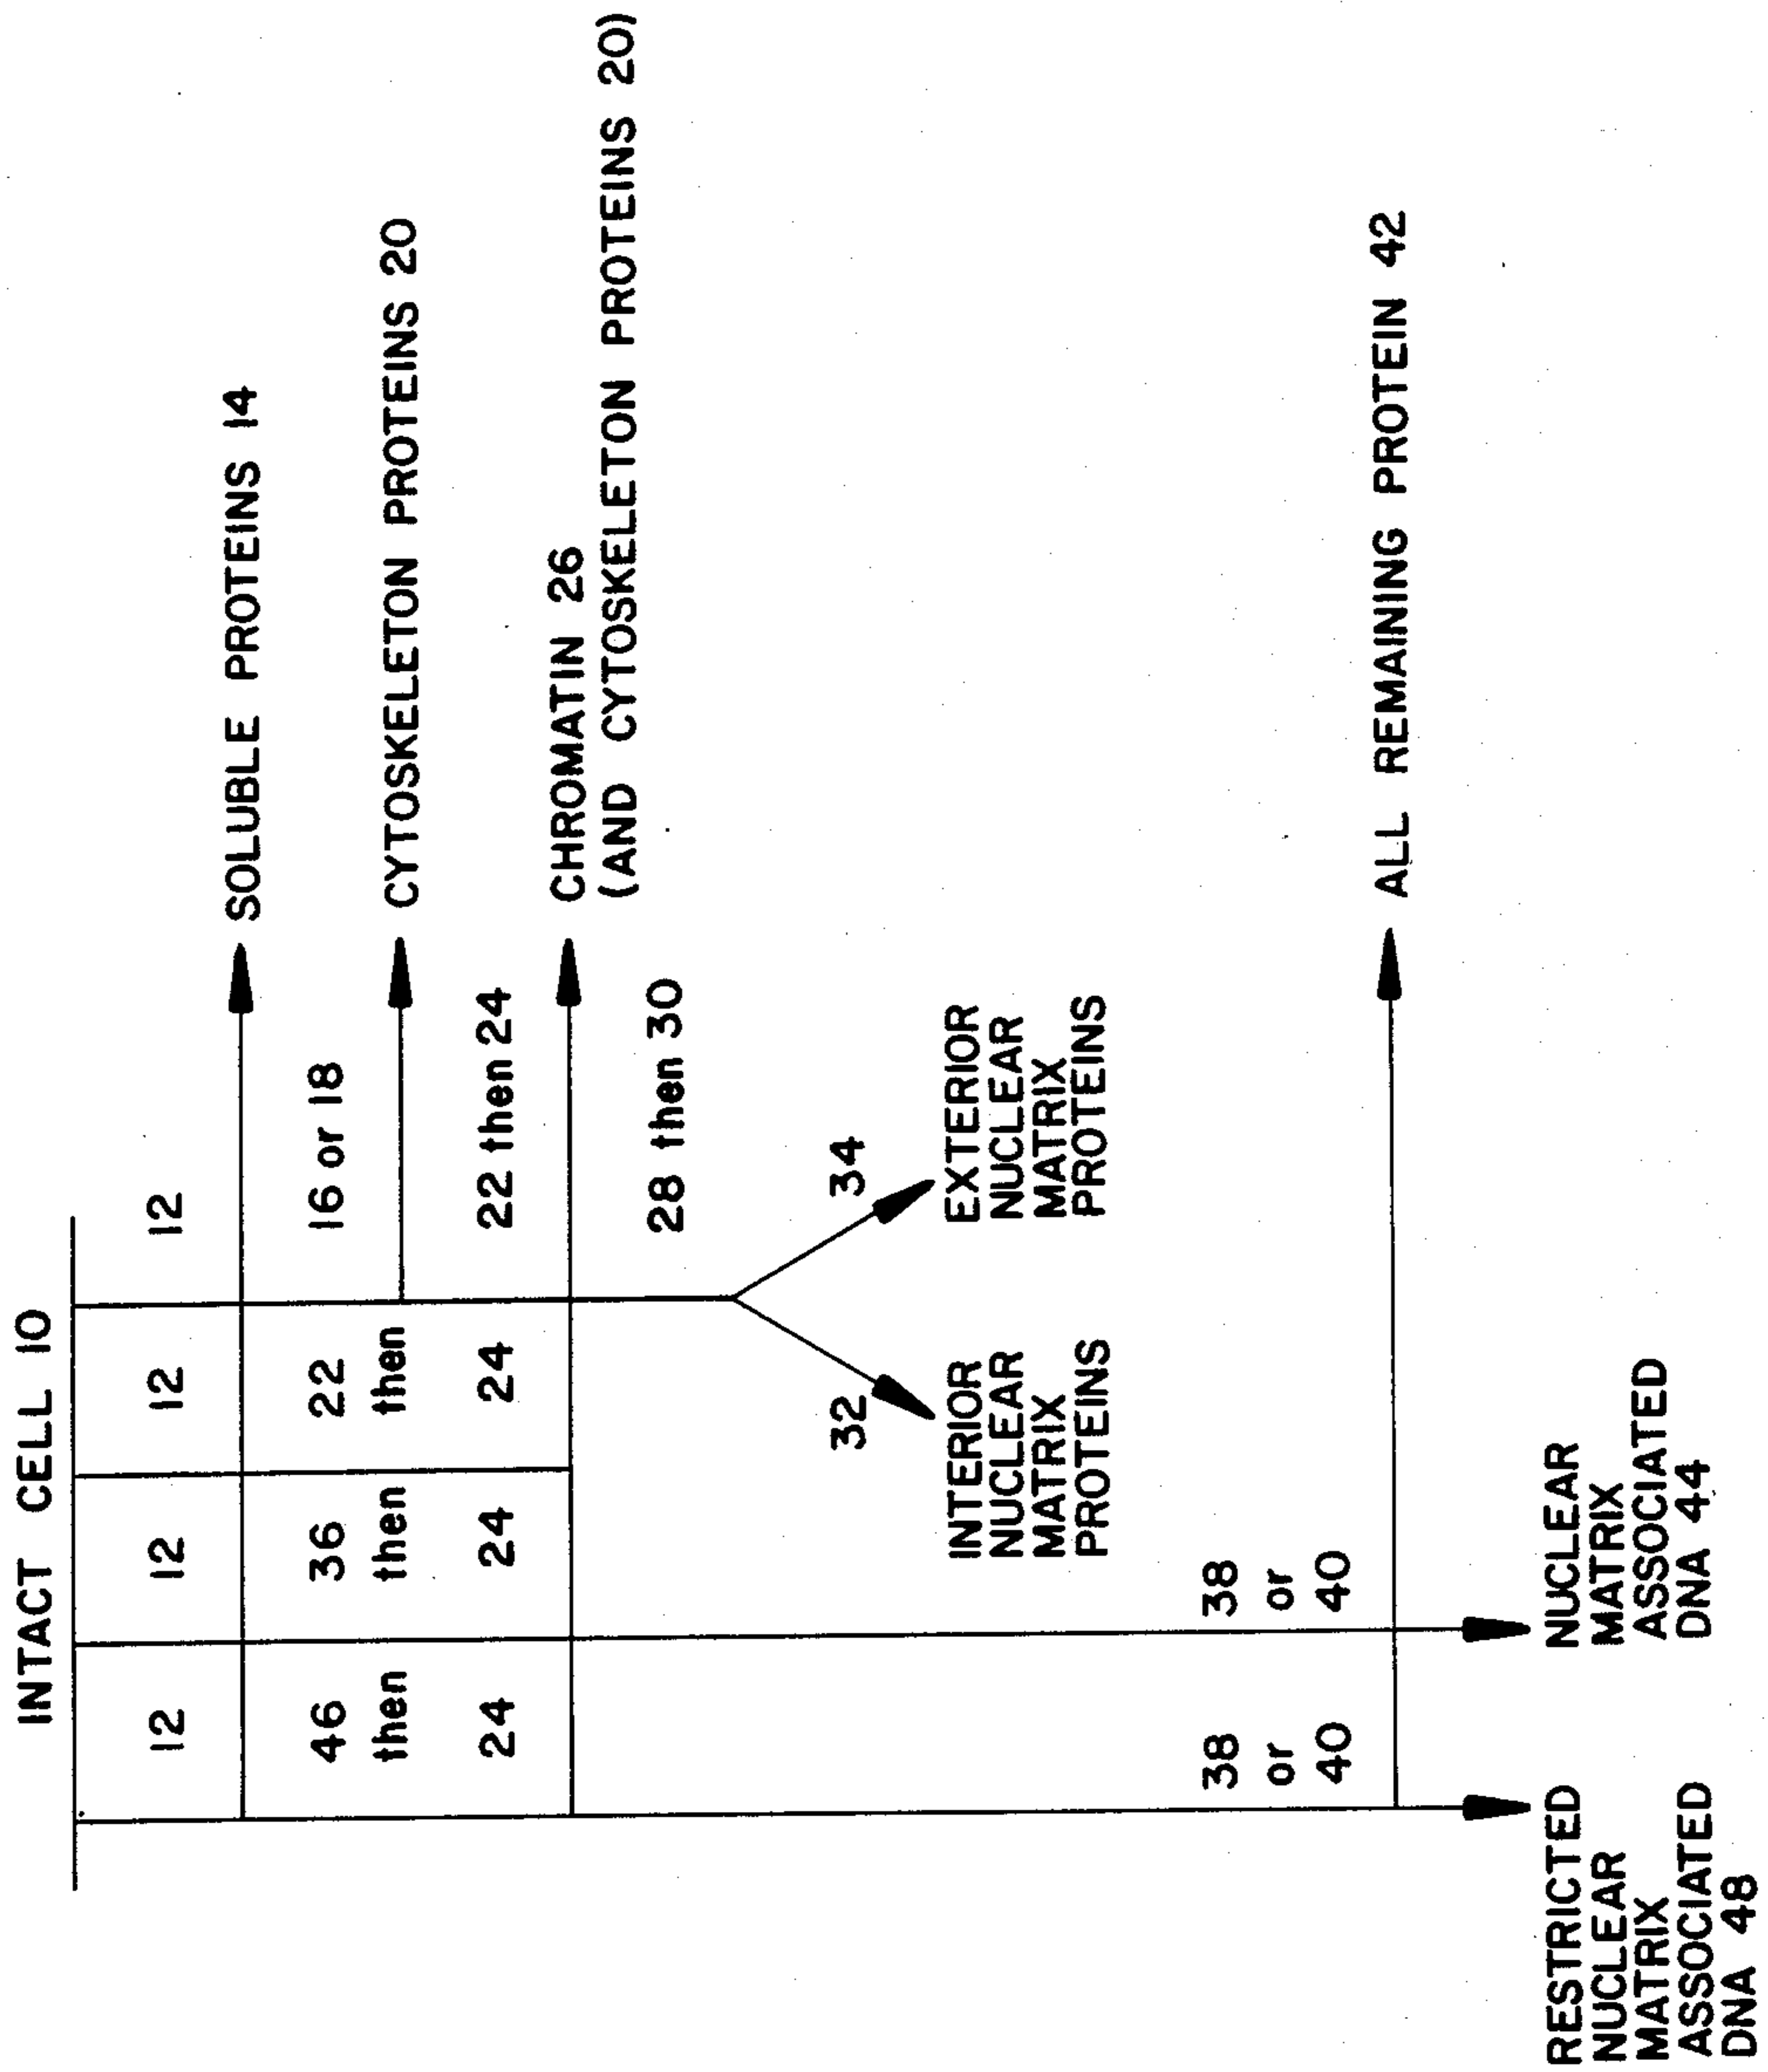 INTACT CELL 10
12 12 12 12
SOLUBLE PROTEINS 14
46 36 22 16 or 18
then then then
CYTOSKELETON PROTEINS 20
24 24 24 22 then 24
CHROMATIN 26
(AND CYTOSKELETON PROTEINS 20)
28 then 30
32 34
INTERIOR
NUCLEAR
MATRIX
PROTEINS
EXTERIOR
NUCLEAR
MATRIX
PROTEINS
38 38
or or
40 40
ALL REMAINING PROTEIN 42
RESTRICTED
NUCLEAR
MATRIX
ASSOCIATED
DNA 48
NUCLEAR
MATRIX
ASSOCIATED
DNA 44